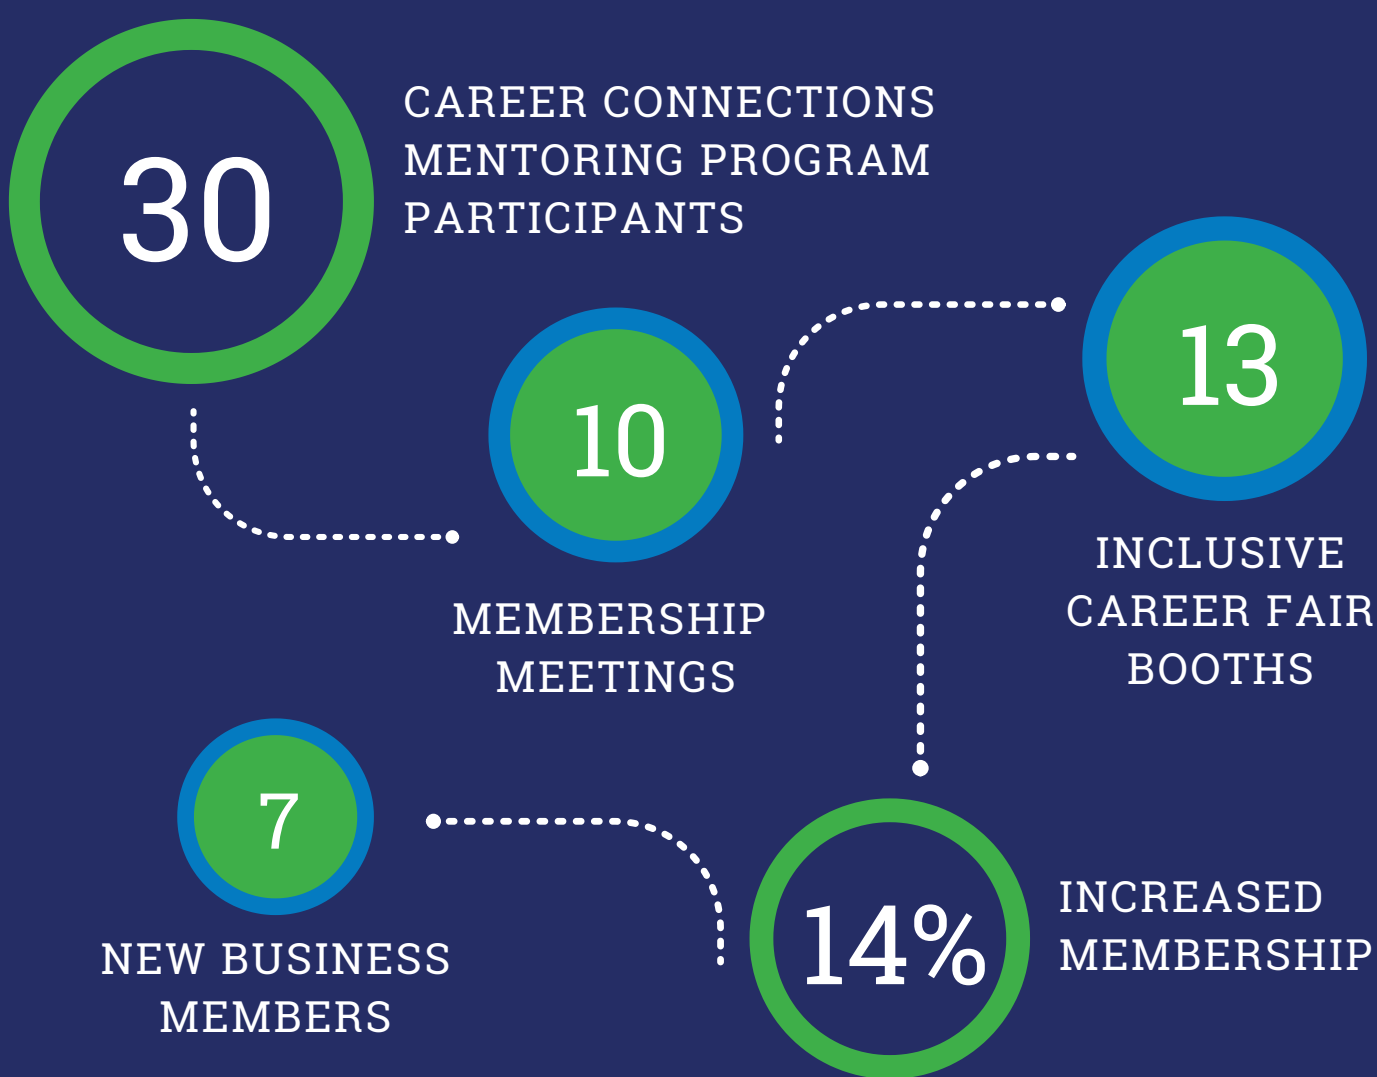 30
CAREER CONNECTIONS
MENTORING PROGRAM
PARTICIPANTS
10
MEMBERSHIP
MEETINGS
13
INCLUSIVE
CAREER FAIR
BOOTHS
14%
INCREASED
MEMBERSHIP
7
NEW BUSINESS
MEMBERS